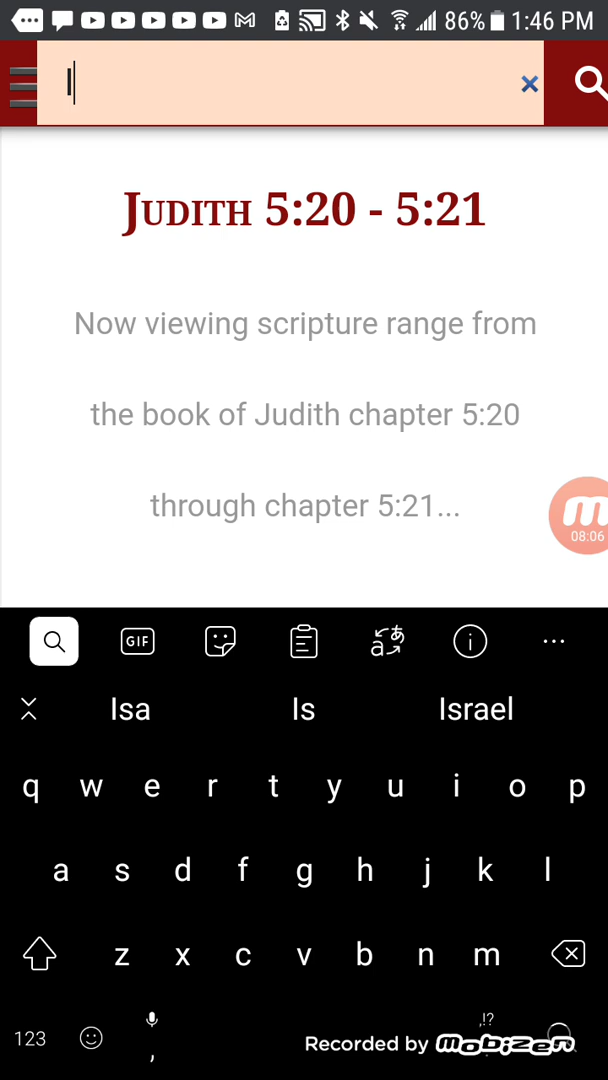 86% 1:46 PM
I
Judith 5:20 - 5:21
Now viewing scripture range from
the book of Judith chapter 5:20
through chapter 5:21...
08:06
GIF
Isa Is Israel
q w e r t y u i o p
a s d f g h j k l
z x c v b n m
,!?
123 ,
Recorded by mobizen